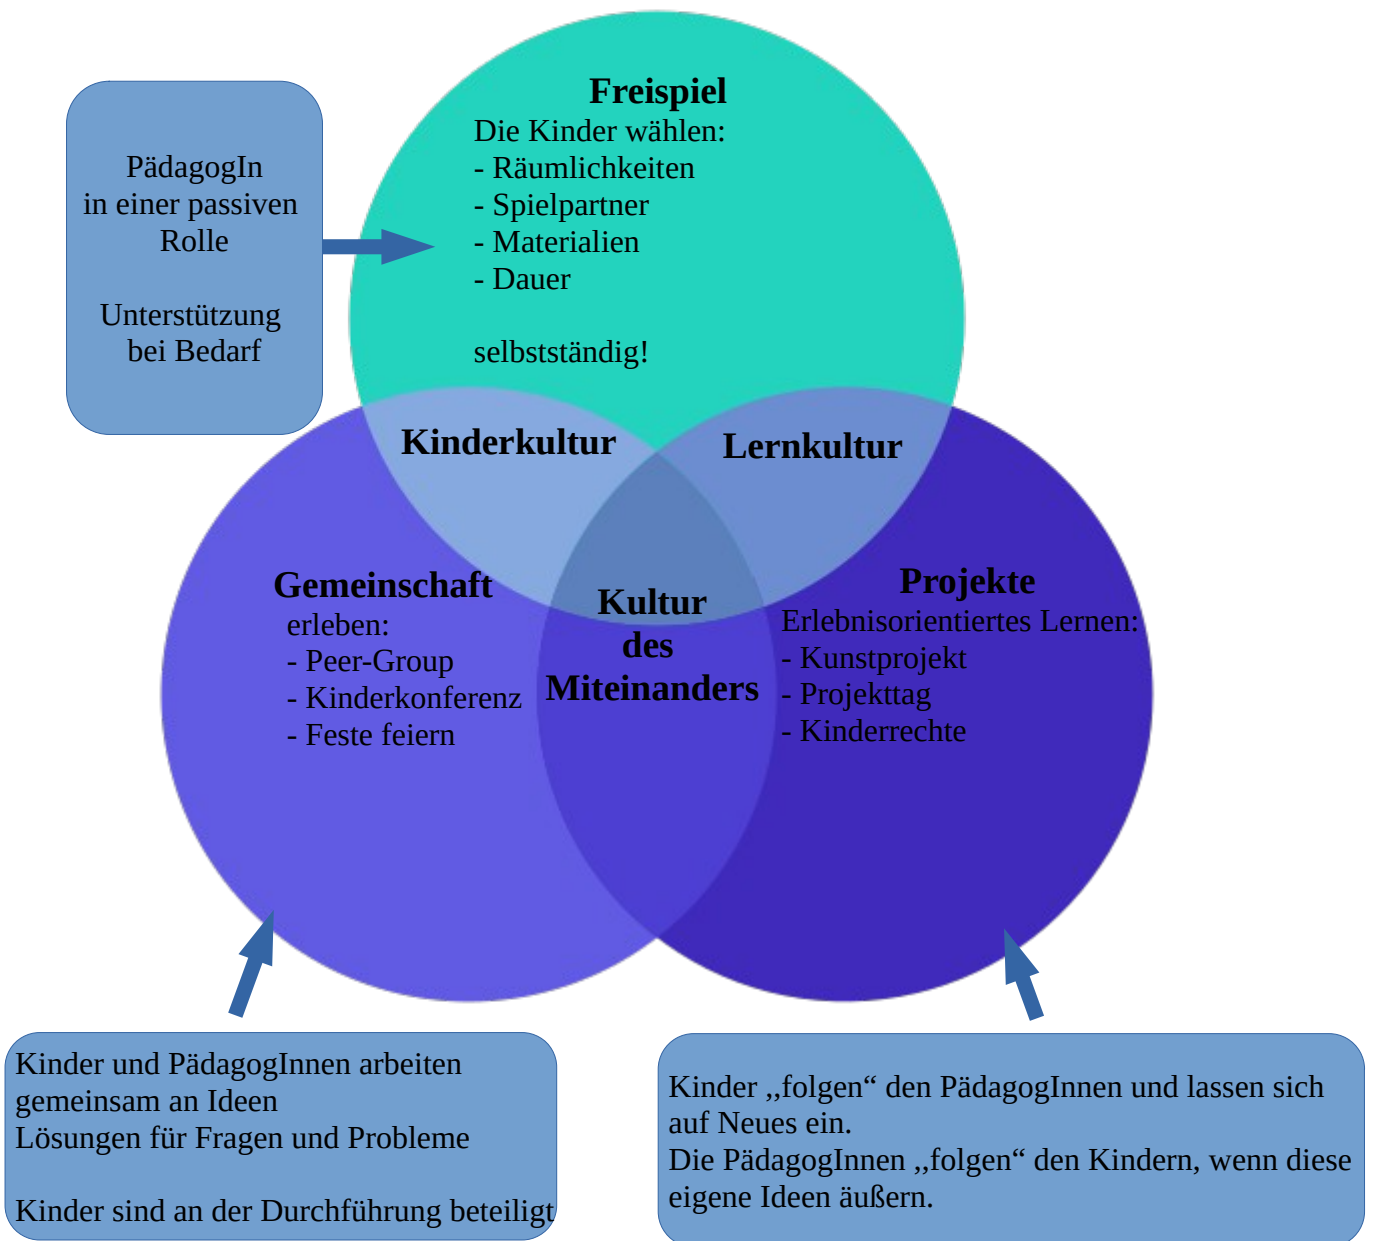 Freispiel
Die Kinder wählen:
- Räumlichkeiten
- Spielpartner
- Materialien
- Dauer
selbstständig!
PädagogIn
in einer passiven
Rolle
Unterstützung
bei Bedarf
Kinderkultur
Lernkultur
Gemeinschaft
erleben:
- Peer-Group
- Kinderkonferenz
- Feste feiern
Kultur
des
Miteinanders
Projekte
Erlebnisorientiertes Lernen:
- Kunstprojekt
- Projekttag
- Kinderrechte
Kinder und PädagogInnen arbeiten
gemeinsam an Ideen
Lösungen für Fragen und Probleme
Kinder sind an der Durchführung beteiligt
Kinder „folgen“ den PädagogInnen und lassen sich
auf Neues ein.
Die PädagogInnen „folgen“ den Kindern, wenn diese
eigene Ideen äußern.